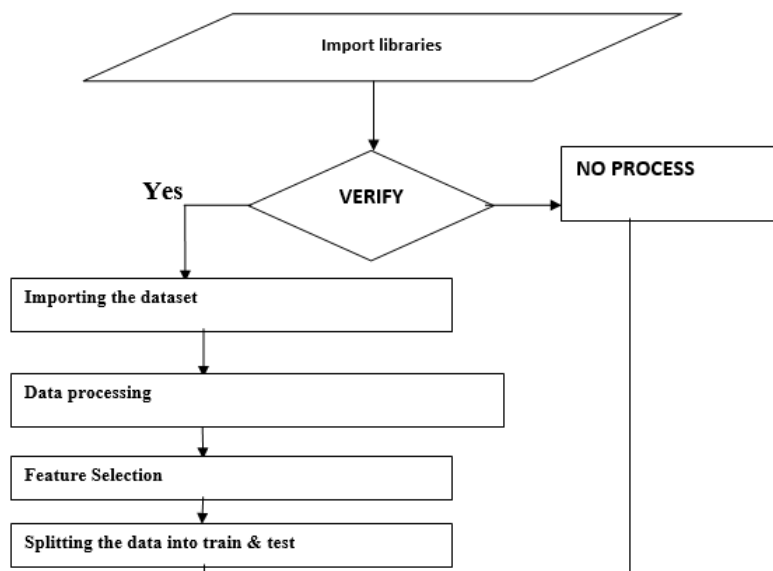 Import libraries
VERIFY
NO PROCESS
Yes
Importing the dataset
Data processing
Feature Selection
Splitting the data into train & test